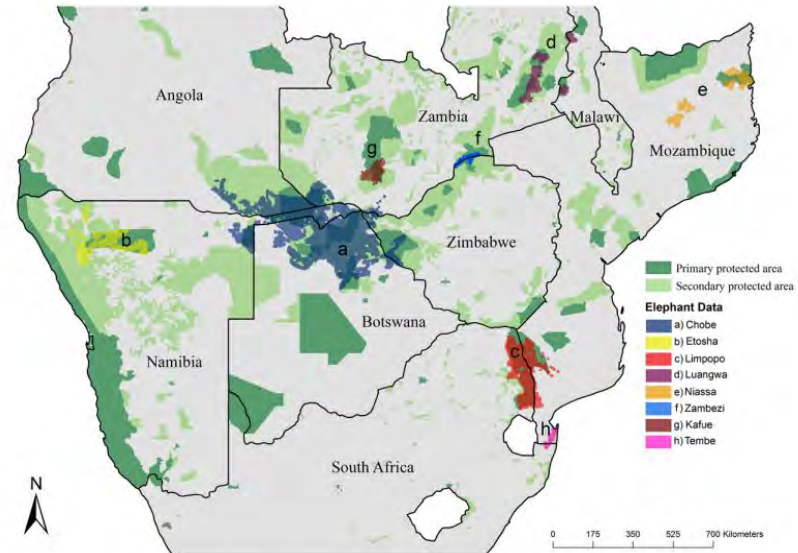 d
e
Angola
Zambia
Malawi
f
g
Mozambique
b
a
Zimbabwe
Botswana
Namibia
c
h
South Africa
N
Primary protected area
Secondary protected area
Elephant Data
a) Chobe
b) Etosha
c) Limpopo
d) Luangwa
e) Niassa
f) Zambezi
g) Kafue
h) Tembe
0 175 350 525 700 Kilometers